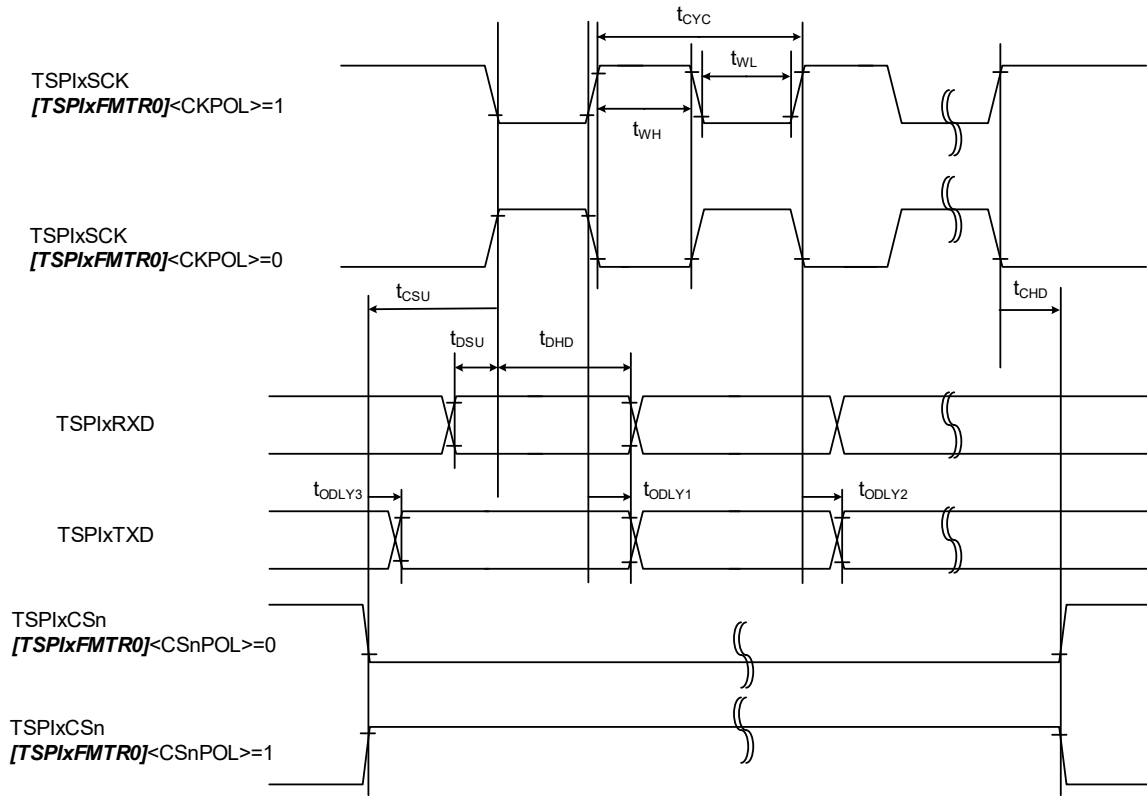 tCYC
tWL
TSPIxSCK
[TSPIxFMTR0]<CKPOL>=1
tWH
TSPIxSCK
[TSPIxFMTR0]<CKPOL>=0
tCSU
tCHD
tDSU
tDHD
TSPIxRXD
tODLY3
tODLY1
tODLY2
TSPIxTXD
TSPIxCSn
[TSPIxFMTR0]<CSnPOL>=0
TSPIxCSn
[TSPIxFMTR0]<CSnPOL>=1